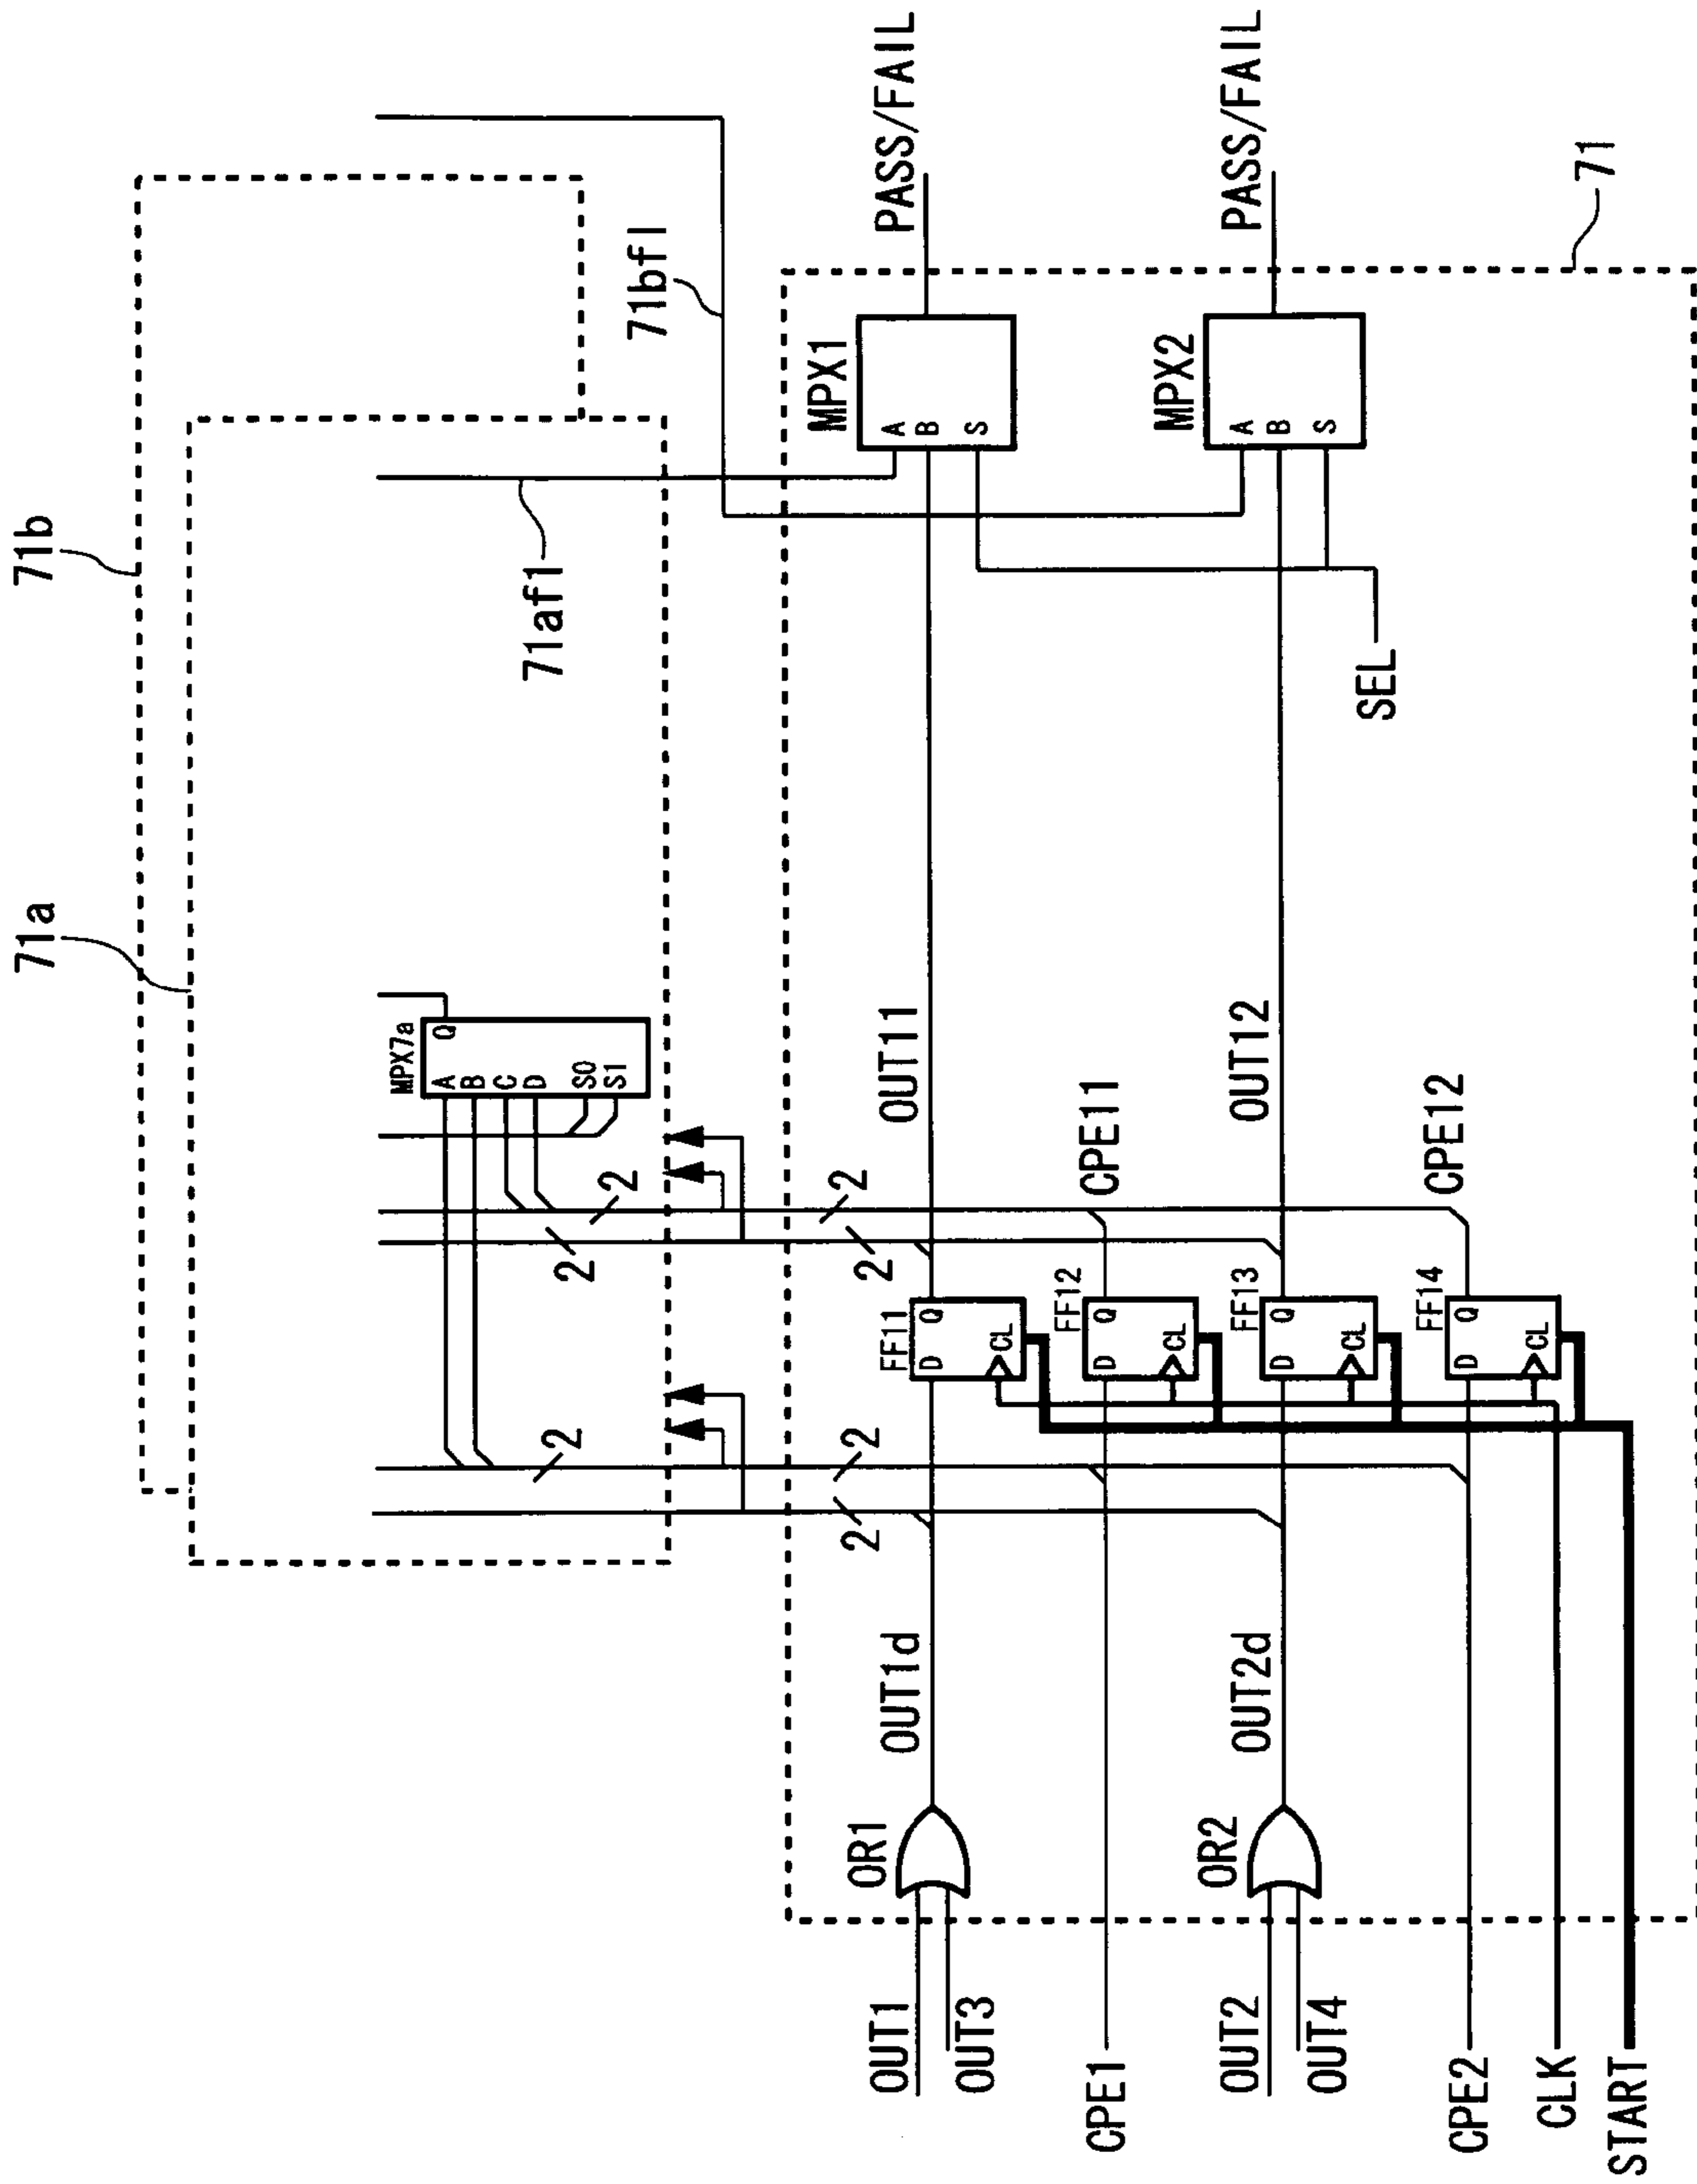 71a
71b
MPX7a
A
B
C
D
S0
S1
Q
71af1
71bf1
2
2
2
2
2
2
2
OUT1
OUT3
OR1
OUT1d
FF11
D
Q
CL
OUT11
MPX1
A
B
S
PASS/FAIL
CPE1
FF12
D
Q
CL
CPE11
OUT2
OUT4
OR2
OUT2d
FF13
D
Q
CL
OUT12
MPX2
A
B
S
PASS/FAIL
CPE2
FF14
D
Q
CL
CPE12
SEL
CLK
START
71